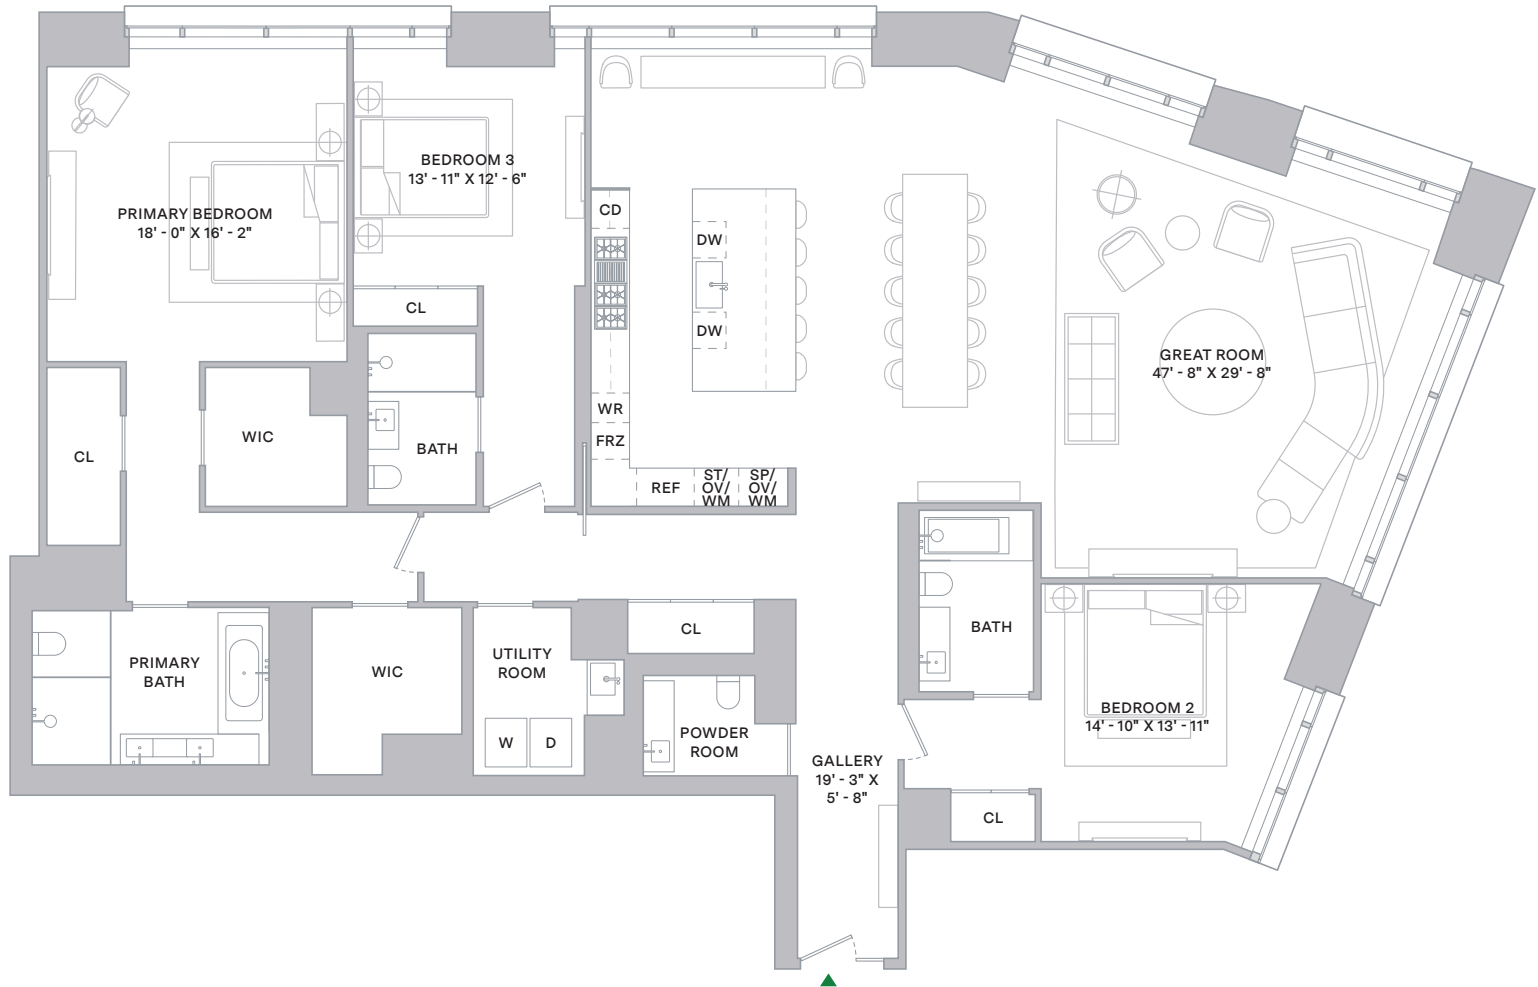 BEDROOM 3
13' - 11" X 12' - 6"
PRIMARY BEDROOM
18' - 0" X 16' - 2"
CD
DW
CL
DW
GREAT ROOM
47' - 8" X 29' - 8"
WR
WIC
FRZ
BATH
CL
REF
ST/
OV/
WM
SP/
OV/
WM
CL
BATH
UTILITY
ROOM
PRIMARY
BATH
WIC
BEDROOM 2
14' - 10" X 13' - 11"
POWDER
ROOM
W
D
GALLERY
19' - 3" X
5' - 8"
CL